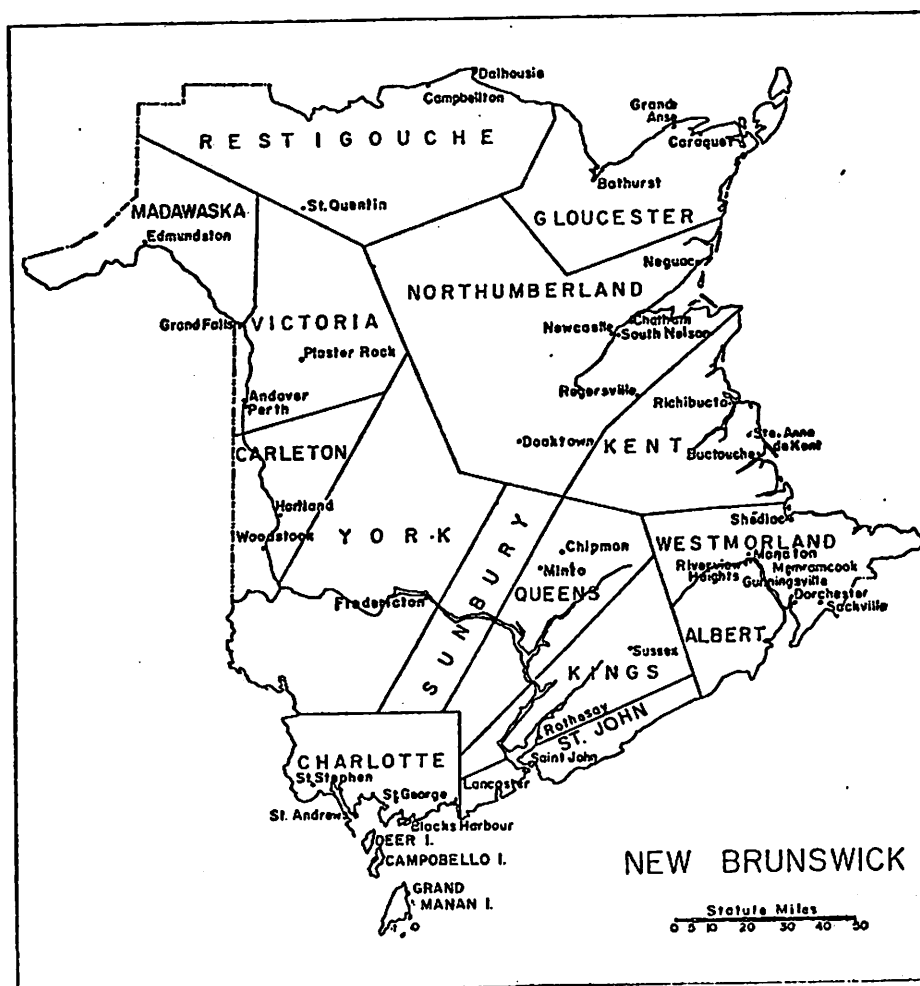 Dalhousie
Campbellton
RESTIGOUCHE
Grande
Anse
Caraquet
Bathurst
MADAWASKA
Edmundston
St. Quentin
GLOUCESTER
Neguac
NORTHUMBERLAND
Grand Falls
VICTORIA
Newcastle
Chatham
South Nelson
Plaster Rock
Rogersville
Richibucto
Andover
Perth
Doaktown
KENT
Ste. Anne
de Kent
Buctouche
CARLETON
Hartland
Woodstock
YORK
SUNBURY
Shediac
WESTMORLAND
Chipman
Minto
QUEENS
Moncton
Riverview
Heights
Memramcook
Gunningsville
Dorchester
Sackville
Fredericton
ALBERT
Sussex
KINGS
Rothesay
ST. JOHN
Saint John
CHARLOTTE
Lancaster
St. Stephen
St. George
St. Andrews
Blacks Harbour
DEER I.
CAMPOBELLO I.
GRAND
MANAN I.
NEW BRUNSWICK
Statute Miles
0 5 10 20 30 40 50